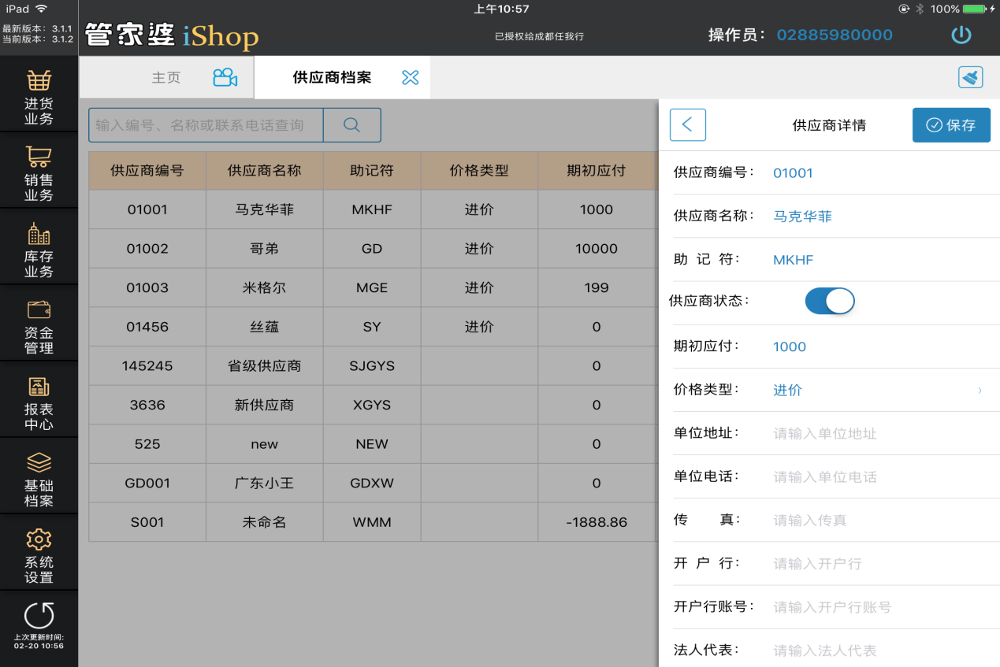 iPad
上午10:57
100%
最新版本: 3.1.1
当前版本: 3.1.2
管家婆 iShop
已授权给成都任我行
操作员: 02885980000
进货
业务
销售
业务
库存
业务
资金
管理
报表
中心
基础
档案
系统
设置
上次更新时间:
02-20 10:56
主页
供应商档案
输入编号、名称或联系电话查询
供应商编号 供应商名称 助记符 价格类型 期初应付
01001 马克华菲 MKHF 进价 1000
01002 哥弟 GD 进价 10000
01003 米格尔 MGE 进价 199
01456 丝蕴 SY 进价 0
145245 省级供应商 SJGYS 0
3636 新供应商 XGYS 0
525 new NEW 0
GD001 广东小王 GDXW 0
S001 未命名 WMM -1888.86
供应商详情
保存
供应商编号: 01001
供应商名称: 马克华菲
助 记 符: MKHF
供应商状态:
期初应付: 1000
价格类型: 进价
单位地址: 请输入单位地址
单位电话: 请输入单位电话
传 真: 请输入传真
开 户 行: 请输入开户行
开户行账号: 请输入开户行账号
法人代表: 请输入法人代表